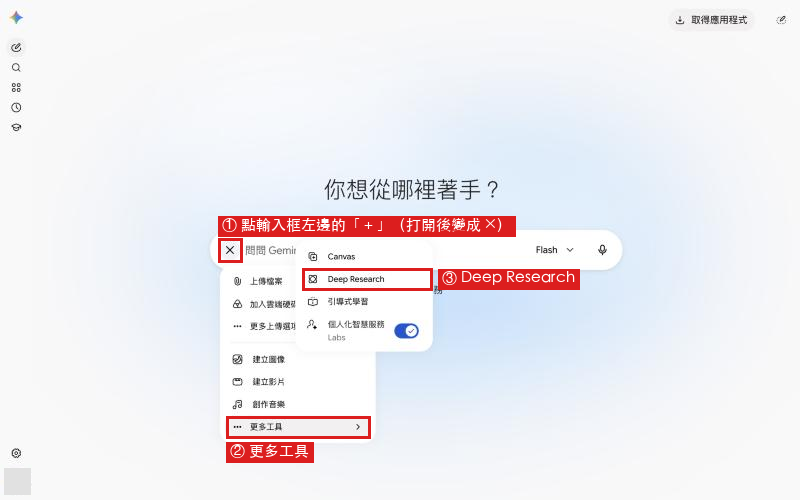 取得應用程式
你想從哪裡著手？
① 點輸入框左邊的「+」（打開後變成 ✕）
問問 Gemin
Flash
Canvas
Deep Research
③ Deep Research
引導式學習
務
個人化智慧服務
Labs
上傳檔案
加入雲端硬碟
更多上傳選項
建立圖像
建立影片
創作音樂
更多工具
② 更多工具